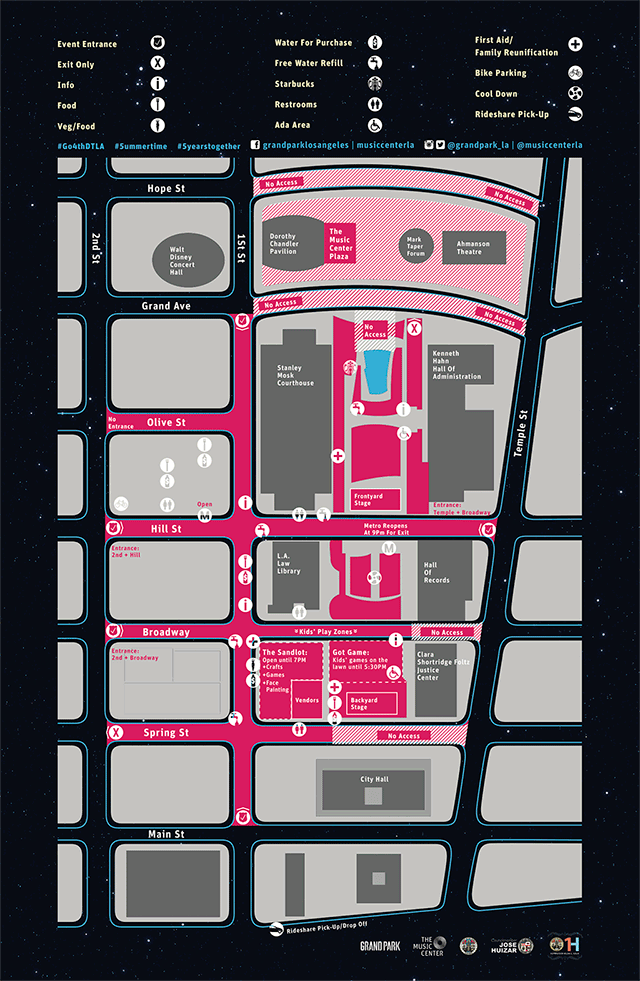 Event Entrance
Exit Only
Info
Food
Veg/Food
Water For Purchase
Free Water Refill
Starbucks
Restrooms
Ada Area
First Aid/
Family Reunification
Bike Parking
Cool Down
Rideshare Pick-Up
#Go4thDTLA #Summertime #5yearstogether grandparklosangeles | musiccenterla @grandpark_la | @musiccenterla
Hope St
No Access
No Access
2nd St
1st St
Walt
Disney
Concert
Hall
Dorothy
Chandler
Pavilion
The
Music
Center
Plaza
Mark
Taper
Forum
Ahmanson
Theatre
Grand Ave
No Access
No Access
No
Access
Stanley
Mosk
Courthouse
Kenneth
Hahn
Hall Of
Administration
Temple St
No
Entrance
Olive St
Open
M
Frontyard
Stage
Entrance:
Temple + Broadway
Hill St
Metro Reopens
At 9Pm For Exit
Entrance:
2nd + Hill
L.A.
Law
Library
M
Hall
Of
Records
Broadway
*Kids' Play Zones*
No Access
Entrance:
2nd + Broadway
The Sandlot:
Open until 7PM
+Crafts
+Games
+Face
Painting
Vendors
Got Game:
Kids' games on the
lawn until 5:30PM
Backyard
Stage
Clara
Shortridge Foltz
Justice
Center
Spring St
No Access
City Hall
Main St
Rideshare Pick-Up/Drop Off
GRAND PARK
THE
MUSIC
CENTER
JOSE
HUIZAR
H